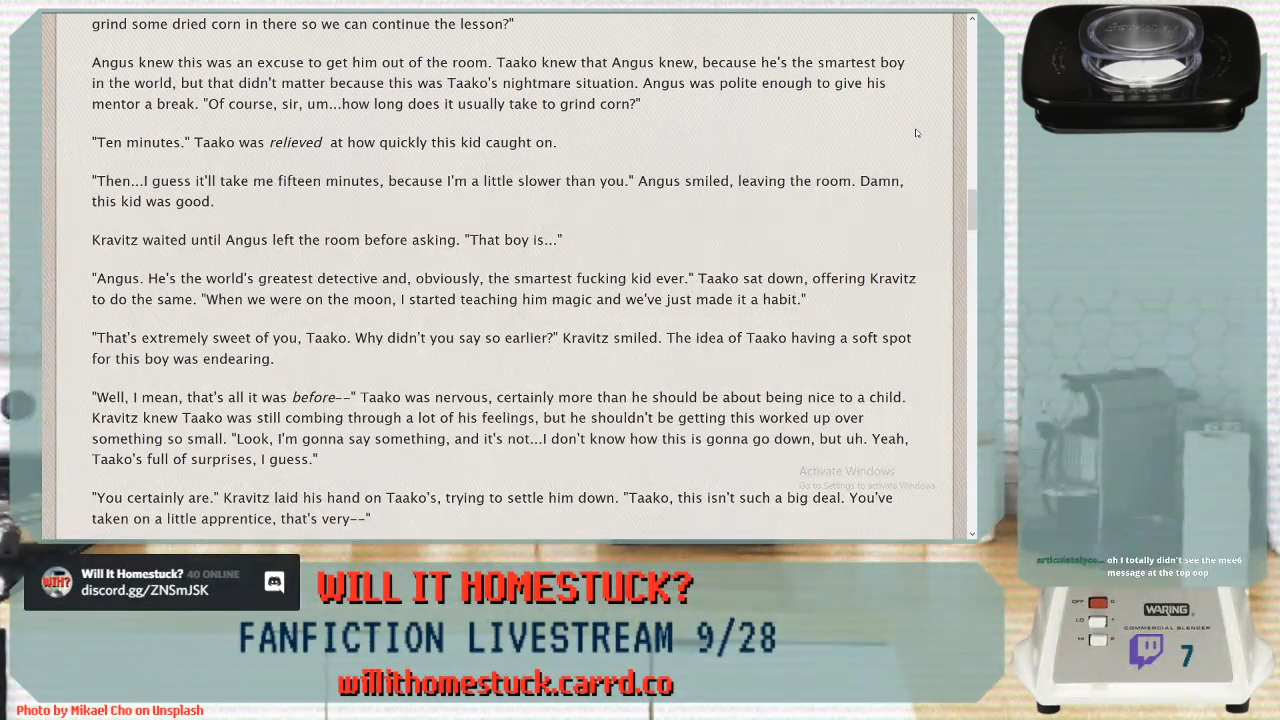 grind some dried corn in there so we can continue the lesson?"
Angus knew this was an excuse to get him out of the room. Taako knew that Angus knew, because he's the smartest boy
in the world, but that didn't matter because this was Taako's nightmare situation. Angus was polite enough to give his
mentor a break. "Of course, sir, um...how long does it usually take to grind corn?"
"Ten minutes." Taako was relieved at how quickly this kid caught on.
"Then...I guess it'll take me fifteen minutes, because I'm a little slower than you." Angus smiled, leaving the room. Damn,
this kid was good.
Kravitz waited until Angus left the room before asking. "That boy is..."
"Angus. He's the world's greatest detective and, obviously, the smartest fucking kid ever." Taako sat down, offering Kravitz
to do the same. "When we were on the moon, I started teaching him magic and we've just made it a habit."
"That's extremely sweet of you, Taako. Why didn't you say so earlier?" Kravitz smiled. The idea of Taako having a soft spot
for this boy was endearing.
"Well, I mean, that's all it was before--" Taako was nervous, certainly more than he should be about being nice to a child.
Kravitz knew Taako was still combing through a lot of his feelings, but he shouldn't be getting this worked up over
something so small. "Look, I'm gonna say something, and it's not...I don't know how this is gonna go down, but uh. Yeah,
Taako's full of surprises, I guess."
"You certainly are." Kravitz laid his hand on Taako's, trying to settle him down. "Taako, this isn't such a big deal. You've
taken on a little apprentice, that's very--"
Activate Windows
Go to Settings to activate Windows.
oh I totally didn't see the mee6
message at the top oop
WIH?
Will It Homestuck? 40 ONLINE
discord.gg/ZNSmJSK
WILL IT HOMESTUCK?
FANFICTION LIVESTREAM 9/28
willithomestuck.carrd.co
OFF 0
LO 1
HI 2
WARING
COMMERCIAL BLENDER
7
Photo by Mikael Cho on Unsplash